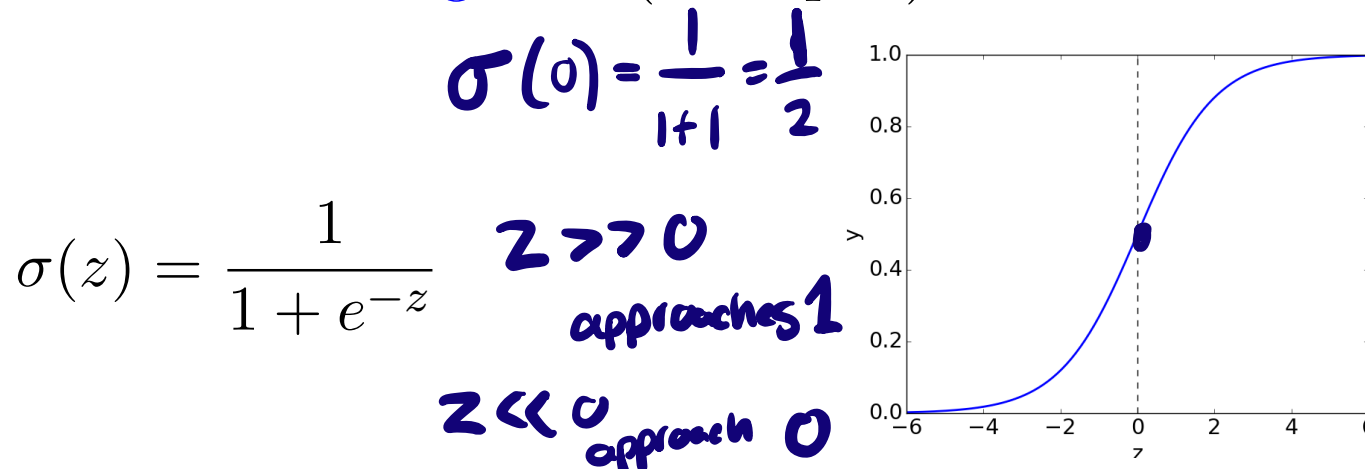 σ(0) = 1/(1+1) = 1/2
σ(z) = 1/(1 + e^{-z})
z >> 0
approaches 1
z << 0
approach 0
1.0
0.8
0.6
0.4
0.2
0.0
y
−6 −4 −2 0 2 4
z